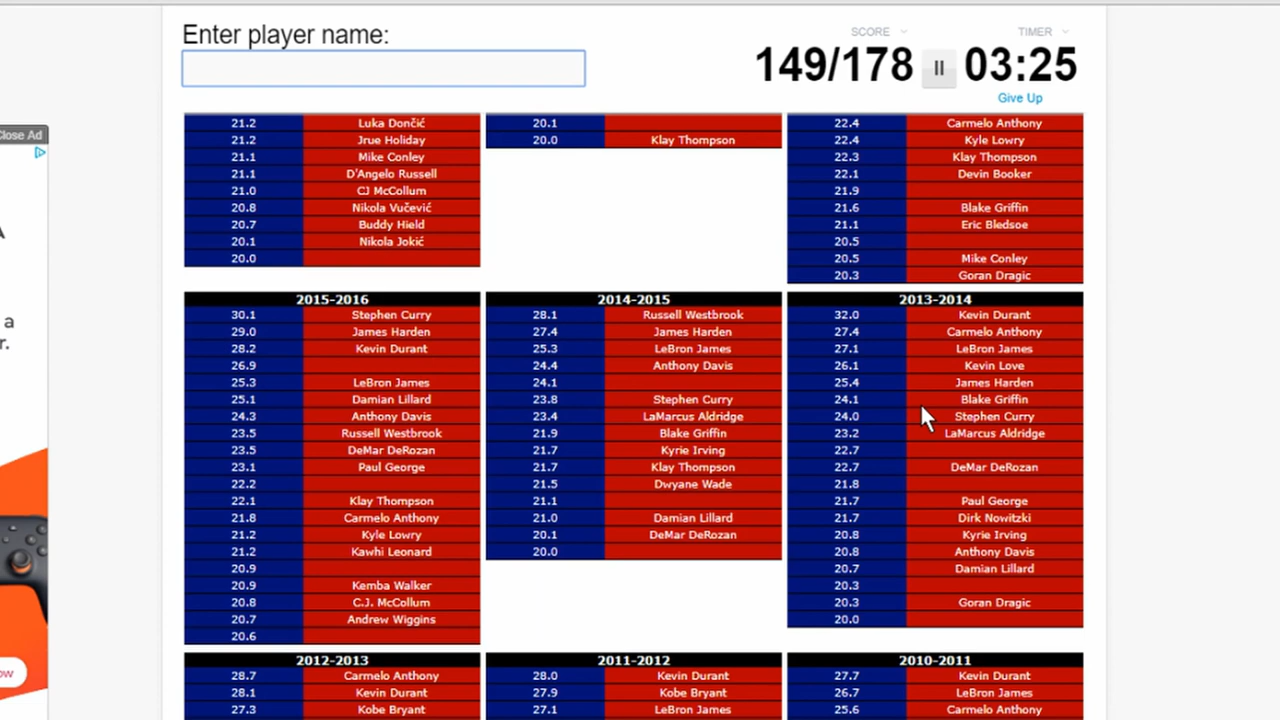 Enter player name:
SCORE
TIMER
149/178
03:25
Give Up
Close Ad
21.2 Luka Dončić
21.2 Jrue Holiday
21.1 Mike Conley
21.1 D'Angelo Russell
21.0 CJ McCollum
20.8 Nikola Vučević
20.7 Buddy Hield
20.1 Nikola Jokić
20.0
20.1
20.0 Klay Thompson
22.4 Carmelo Anthony
22.4 Kyle Lowry
22.3 Klay Thompson
22.1 Devin Booker
21.9
21.6 Blake Griffin
21.1 Eric Bledsoe
20.5
20.5 Mike Conley
20.3 Goran Dragic
2015-2016
30.1 Stephen Curry
29.0 James Harden
28.2 Kevin Durant
26.9
25.3 LeBron James
25.1 Damian Lillard
24.3 Anthony Davis
23.5 Russell Westbrook
23.5 DeMar DeRozan
23.1 Paul George
22.2
22.1 Klay Thompson
21.8 Carmelo Anthony
21.2 Kyle Lowry
21.2 Kawhi Leonard
20.9
20.9 Kemba Walker
20.8 C.J. McCollum
20.7 Andrew Wiggins
20.6
2014-2015
28.1 Russell Westbrook
27.4 James Harden
25.3 LeBron James
24.4 Anthony Davis
24.1
23.8 Stephen Curry
23.4 LaMarcus Aldridge
21.9 Blake Griffin
21.7 Kyrie Irving
21.7 Klay Thompson
21.5 Dwyane Wade
21.1
21.0 Damian Lillard
20.1 DeMar DeRozan
20.0
2013-2014
32.0 Kevin Durant
27.4 Carmelo Anthony
27.1 LeBron James
26.1 Kevin Love
25.4 James Harden
24.1 Blake Griffin
24.0 Stephen Curry
23.2 LaMarcus Aldridge
22.7
22.7 DeMar DeRozan
21.8
21.7 Paul George
21.7 Dirk Nowitzki
20.8 Kyrie Irving
20.8 Anthony Davis
20.7 Damian Lillard
20.3
20.3 Goran Dragic
20.0
2012-2013
28.7 Carmelo Anthony
28.1 Kevin Durant
27.3 Kobe Bryant
2011-2012
28.0 Kevin Durant
27.9 Kobe Bryant
27.1 LeBron James
2010-2011
27.7 Kevin Durant
26.7 LeBron James
25.6 Carmelo Anthony